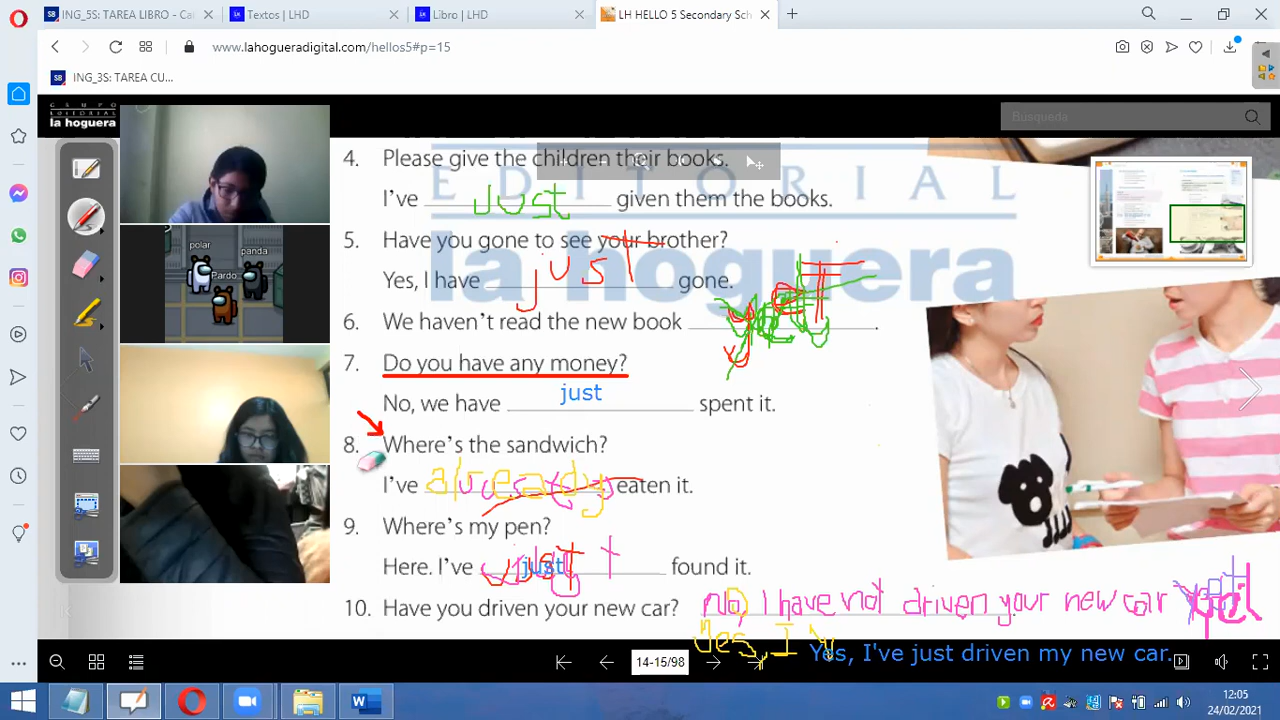 ING_5S: TAREA LIBRO - Ca
Textos | LHD
Libro | LHD
LH HELLO 5 Secondary Sch
www.lahogueradigital.com/hellos5#p=15
ING_3S: TAREA CU...
GRUPO
EDITORIAL
la hoguera
Búsqueda
EDITORIAL
la hoguera
polar
panda
Pardo
4. Please give the children their books.
I've just given them the books.
5. Have you gone to see your brother?
Yes, I have just gone.
6. We haven't read the new book yet.
7. Do you have any money?
No, we have just spent it.
8. Where's the sandwich?
I've already eaten it.
9. Where's my pen?
Here. I've just found it.
10. Have you driven your new car? no, I have not driven your new car yet
Yes, I
Yes, I've just driven my new car.
14-15/98
12:05
24/02/2021